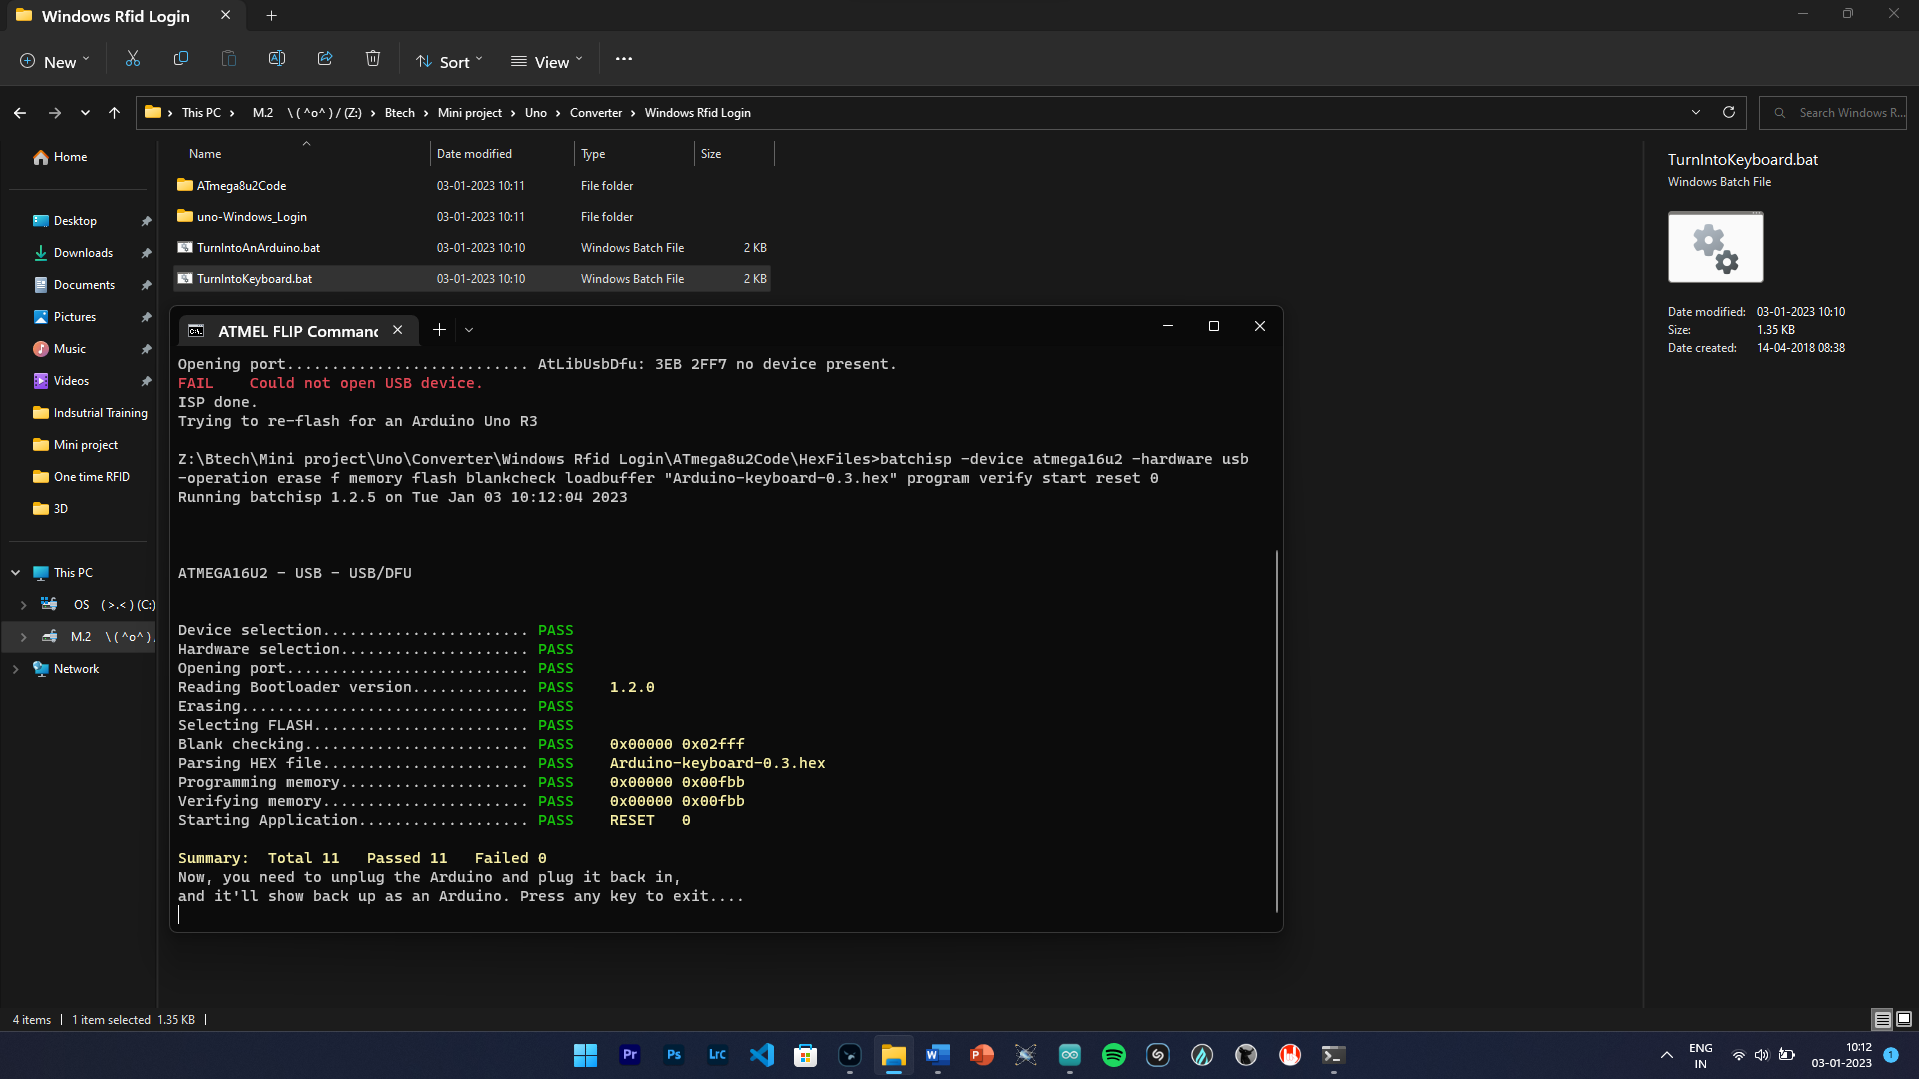 Windows Rfid Login
New
Sort
View
This PC > M.2 \ ( ^o^ ) / (Z:) > Btech > Mini project > Uno > Converter > Windows Rfid Login
Search Windows R...
Home
Desktop
Downloads
Documents
Pictures
Music
Videos
Indsutrial Training
Mini project
One time RFID
3D
This PC
OS ( >.< ) (C:)
M.2 \ ( ^o^ ) /
Network
Name Date modified Type Size
ATmega8u2Code 03-01-2023 10:11 File folder
uno-Windows_Login 03-01-2023 10:11 File folder
TurnIntoAnArduino.bat 03-01-2023 10:10 Windows Batch File 2 KB
TurnIntoKeyboard.bat 03-01-2023 10:10 Windows Batch File 2 KB
TurnIntoKeyboard.bat
Windows Batch File
Date modified: 03-01-2023 10:10
Size: 1.35 KB
Date created: 14-04-2018 08:38
ATMEL FLIP Command
Opening port........................... AtLibUsbDfu: 3EB 2FF7 no device present.
FAIL Could not open USB device.
ISP done.
Trying to re-flash for an Arduino Uno R3
Z:\Btech\Mini project\Uno\Converter\Windows Rfid Login\ATmega8u2Code\HexFiles>batchisp -device atmega16u2 -hardware usb
-operation erase f memory flash blankcheck loadbuffer "Arduino-keyboard-0.3.hex" program verify start reset 0
Running batchisp 1.2.5 on Tue Jan 03 10:12:04 2023
ATMEGA16U2 - USB - USB/DFU
Device selection....................... PASS
Hardware selection..................... PASS
Opening port........................... PASS
Reading Bootloader version............. PASS 1.2.0
Erasing................................ PASS
Selecting FLASH........................ PASS
Blank checking......................... PASS 0x00000 0x02fff
Parsing HEX file....................... PASS Arduino-keyboard-0.3.hex
Programming memory..................... PASS 0x00000 0x00fbb
Verifying memory....................... PASS 0x00000 0x00fbb
Starting Application................... PASS RESET 0
Summary: Total 11 Passed 11 Failed 0
Now, you need to unplug the Arduino and plug it back in,
and it'll show back up as an Arduino. Press any key to exit....
4 items | 1 item selected 1.35 KB |
Pr
Ps
LrC
W
P
ENG
IN
10:12
03-01-2023
1